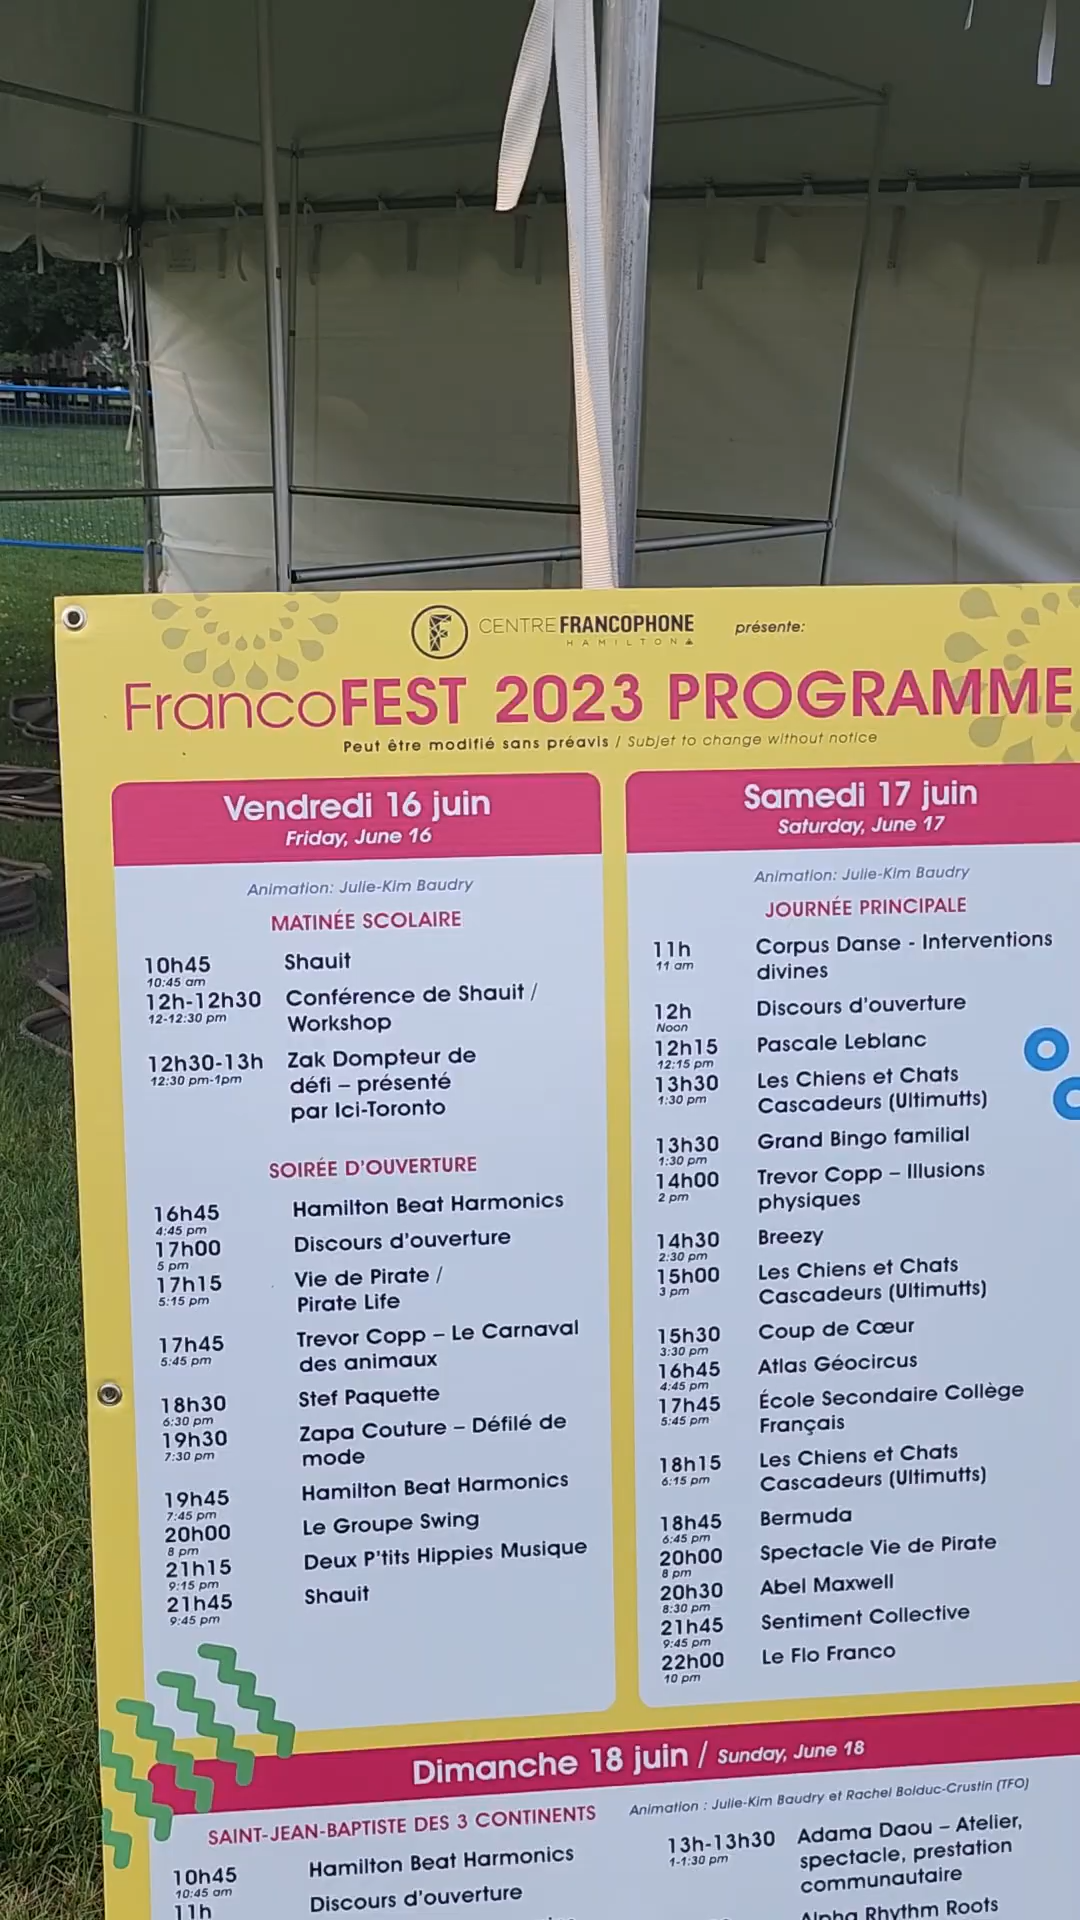 CENTRE FRANCOPHONE
HAMILTON
présente:
FrancoFEST 2023 PROGRAMME
Peut être modifié sans préavis / Subjet to change without notice
Vendredi 16 juin
Friday, June 16
Animation: Julie-Kim Baudry
MATINÉE SCOLAIRE
10h45 Shauit
10:45 am
12h-12h30 Conférence de Shauit /
12-12:30 pm Workshop
12h30-13h Zak Dompteur de
12:30 pm-1pm défi – présenté
par Ici-Toronto
SOIRÉE D'OUVERTURE
16h45 Hamilton Beat Harmonics
4:45 pm
17h00 Discours d'ouverture
5 pm
17h15 Vie de Pirate /
5:15 pm Pirate Life
17h45 Trevor Copp – Le Carnaval
5:45 pm des animaux
18h30 Stef Paquette
6:30 pm
19h30 Zapa Couture – Défilé de
7:30 pm mode
19h45 Hamilton Beat Harmonics
7:45 pm
20h00 Le Groupe Swing
8 pm
21h15 Deux P'tits Hippies Musique
9:15 pm
21h45 Shauit
9:45 pm
Samedi 17 juin
Saturday, June 17
Animation: Julie-Kim Baudry
JOURNÉE PRINCIPALE
11h Corpus Danse - Interventions
11 am divines
12h Discours d'ouverture
Noon
12h15 Pascale Leblanc
12:15 pm
13h30 Les Chiens et Chats
1:30 pm Cascadeurs (Ultimutts)
13h30 Grand Bingo familial
1:30 pm
14h00 Trevor Copp – Illusions
2 pm physiques
14h30 Breezy
2:30 pm
15h00 Les Chiens et Chats
3 pm Cascadeurs (Ultimutts)
15h30 Coup de Cœur
3:30 pm
16h45 Atlas Géocircus
4:45 pm
17h45 École Secondaire Collège
5:45 pm Français
18h15 Les Chiens et Chats
6:15 pm Cascadeurs (Ultimutts)
18h45 Bermuda
6:45 pm
20h00 Spectacle Vie de Pirate
8 pm
20h30 Abel Maxwell
8:30 pm
21h45 Sentiment Collective
9:45 pm
22h00 Le Flo Franco
10 pm
Dimanche 18 juin / Sunday, June 18
SAINT-JEAN-BAPTISTE DES 3 CONTINENTS
10h45 Hamilton Beat Harmonics
10:45 am
11h Discours d'ouverture
Animation : Julie-Kim Baudry et Rachel Bolduc-Crustin (TFO)
13h-13h30 Adama Daou – Atelier,
1-1:30 pm spectacle, prestation
communautaire
Alpha Rhythm Roots